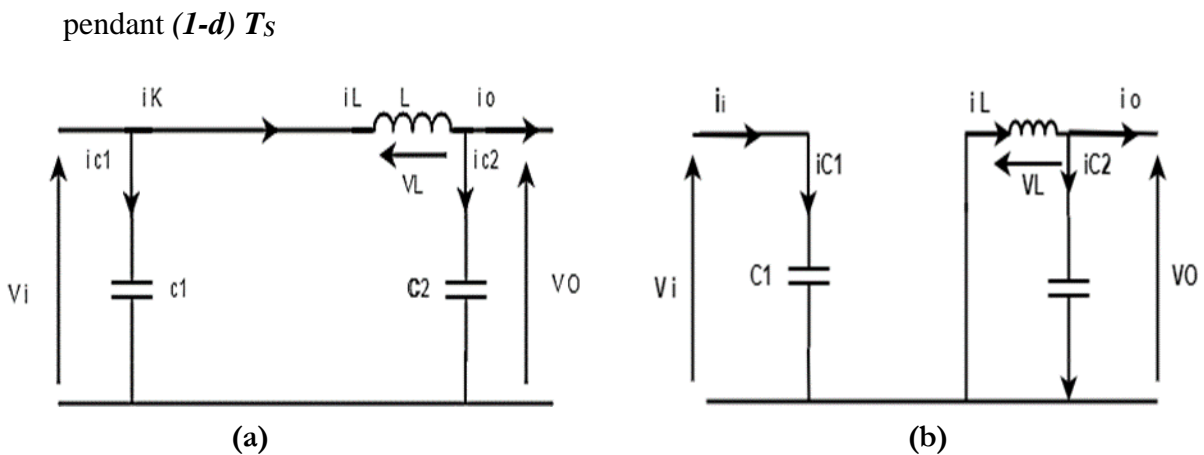 pendant (1-d) Ts
iK iL L io
ic1 VL ic2
Vi c1 C2 VO
(a)
ii iL io
iC1 VL iC2
Vi C1 VO
(b)